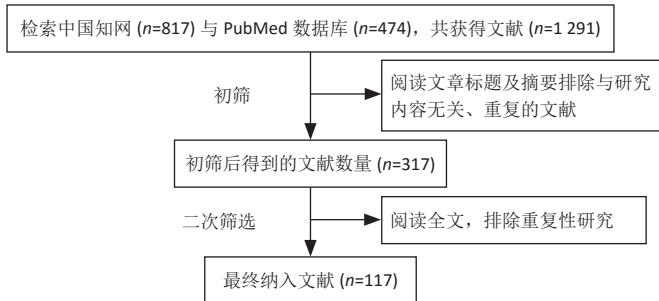 检索中国知网 (n=817) 与 PubMed 数据库 (n=474)，共获得文献 (n=1 291)
初筛
阅读文章标题及摘要排除与研究
内容无关、重复的文献
初筛后得到的文献数量 (n=317)
二次筛选
阅读全文，排除重复性研究
最终纳入文献 (n=117)